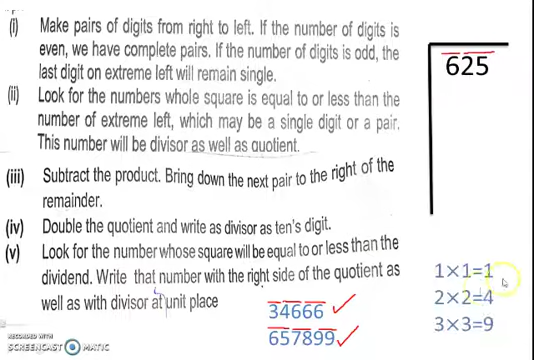 (i) Make pairs of digits from right to left. If the number of digits is
even, we have complete pairs. If the number of digits is odd, the
last digit on extreme left will remain single.
(ii) Look for the numbers whole square is equal to or less than the
number of extreme left, which may be a single digit or a pair.
This number will be divisor as well as quotient.
(iii) Subtract the product. Bring down the next pair to the right of the
remainder.
(iv) Double the quotient and write as divisor as ten's digit.
(v) Look for the number whose square will be equal to or less than the
dividend. Write that number with the right side of the quotient as
well as with divisor at unit place
625
1×1=1
2×2=4
3×3=9
34666
657899
RECORDED WITH
SCREENCAST MATIC